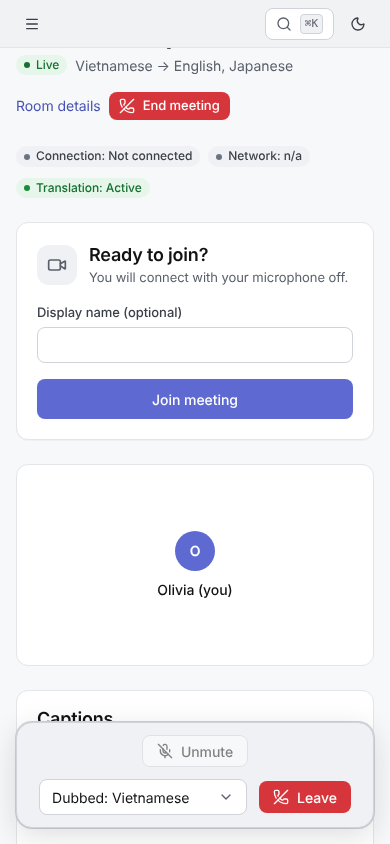 ⌘K
Live
Vietnamese → English, Japanese
Room details
End meeting
Connection: Not connected
Network: n/a
Translation: Active
Ready to join?
You will connect with your microphone off.
Display name (optional)
Join meeting
O
Olivia (you)
Captions
Unmute
Dubbed: Vietnamese
Leave